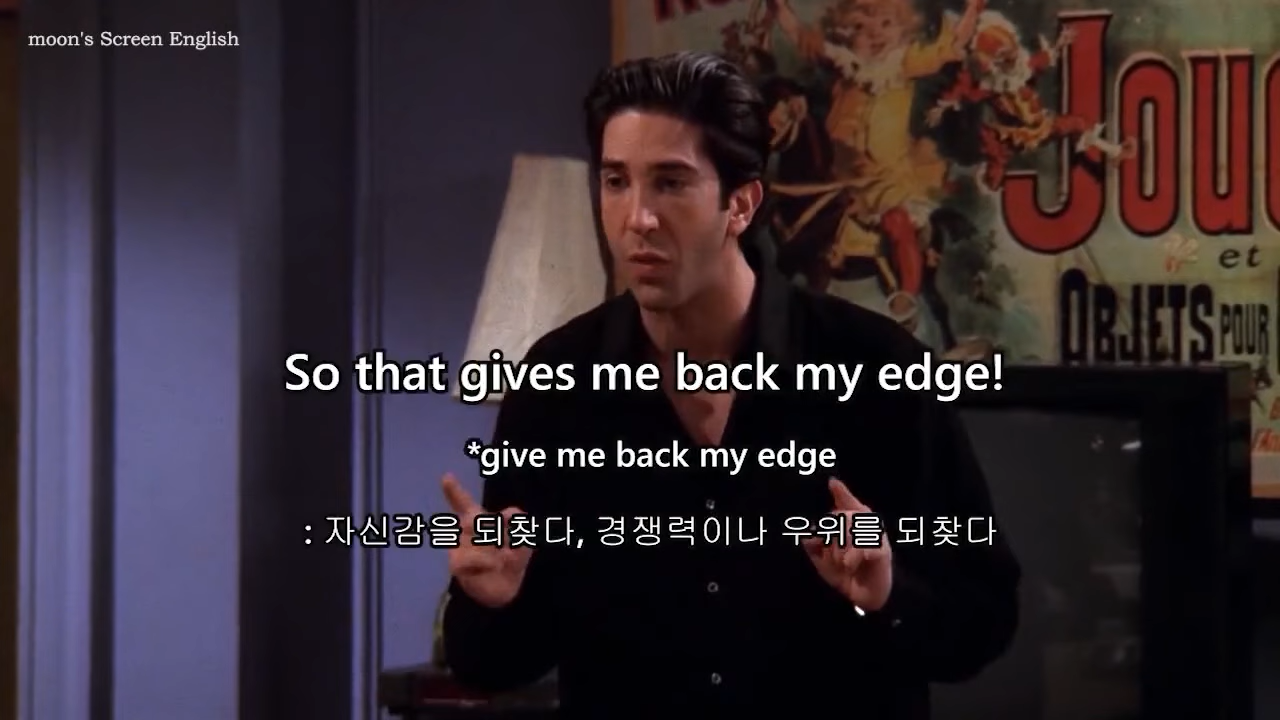 moon's Screen English
Jou
et
OBJETS POUR
So that gives me back my edge!
*give me back my edge
: 자신감을 되찾다, 경쟁력이나 우위를 되찾다